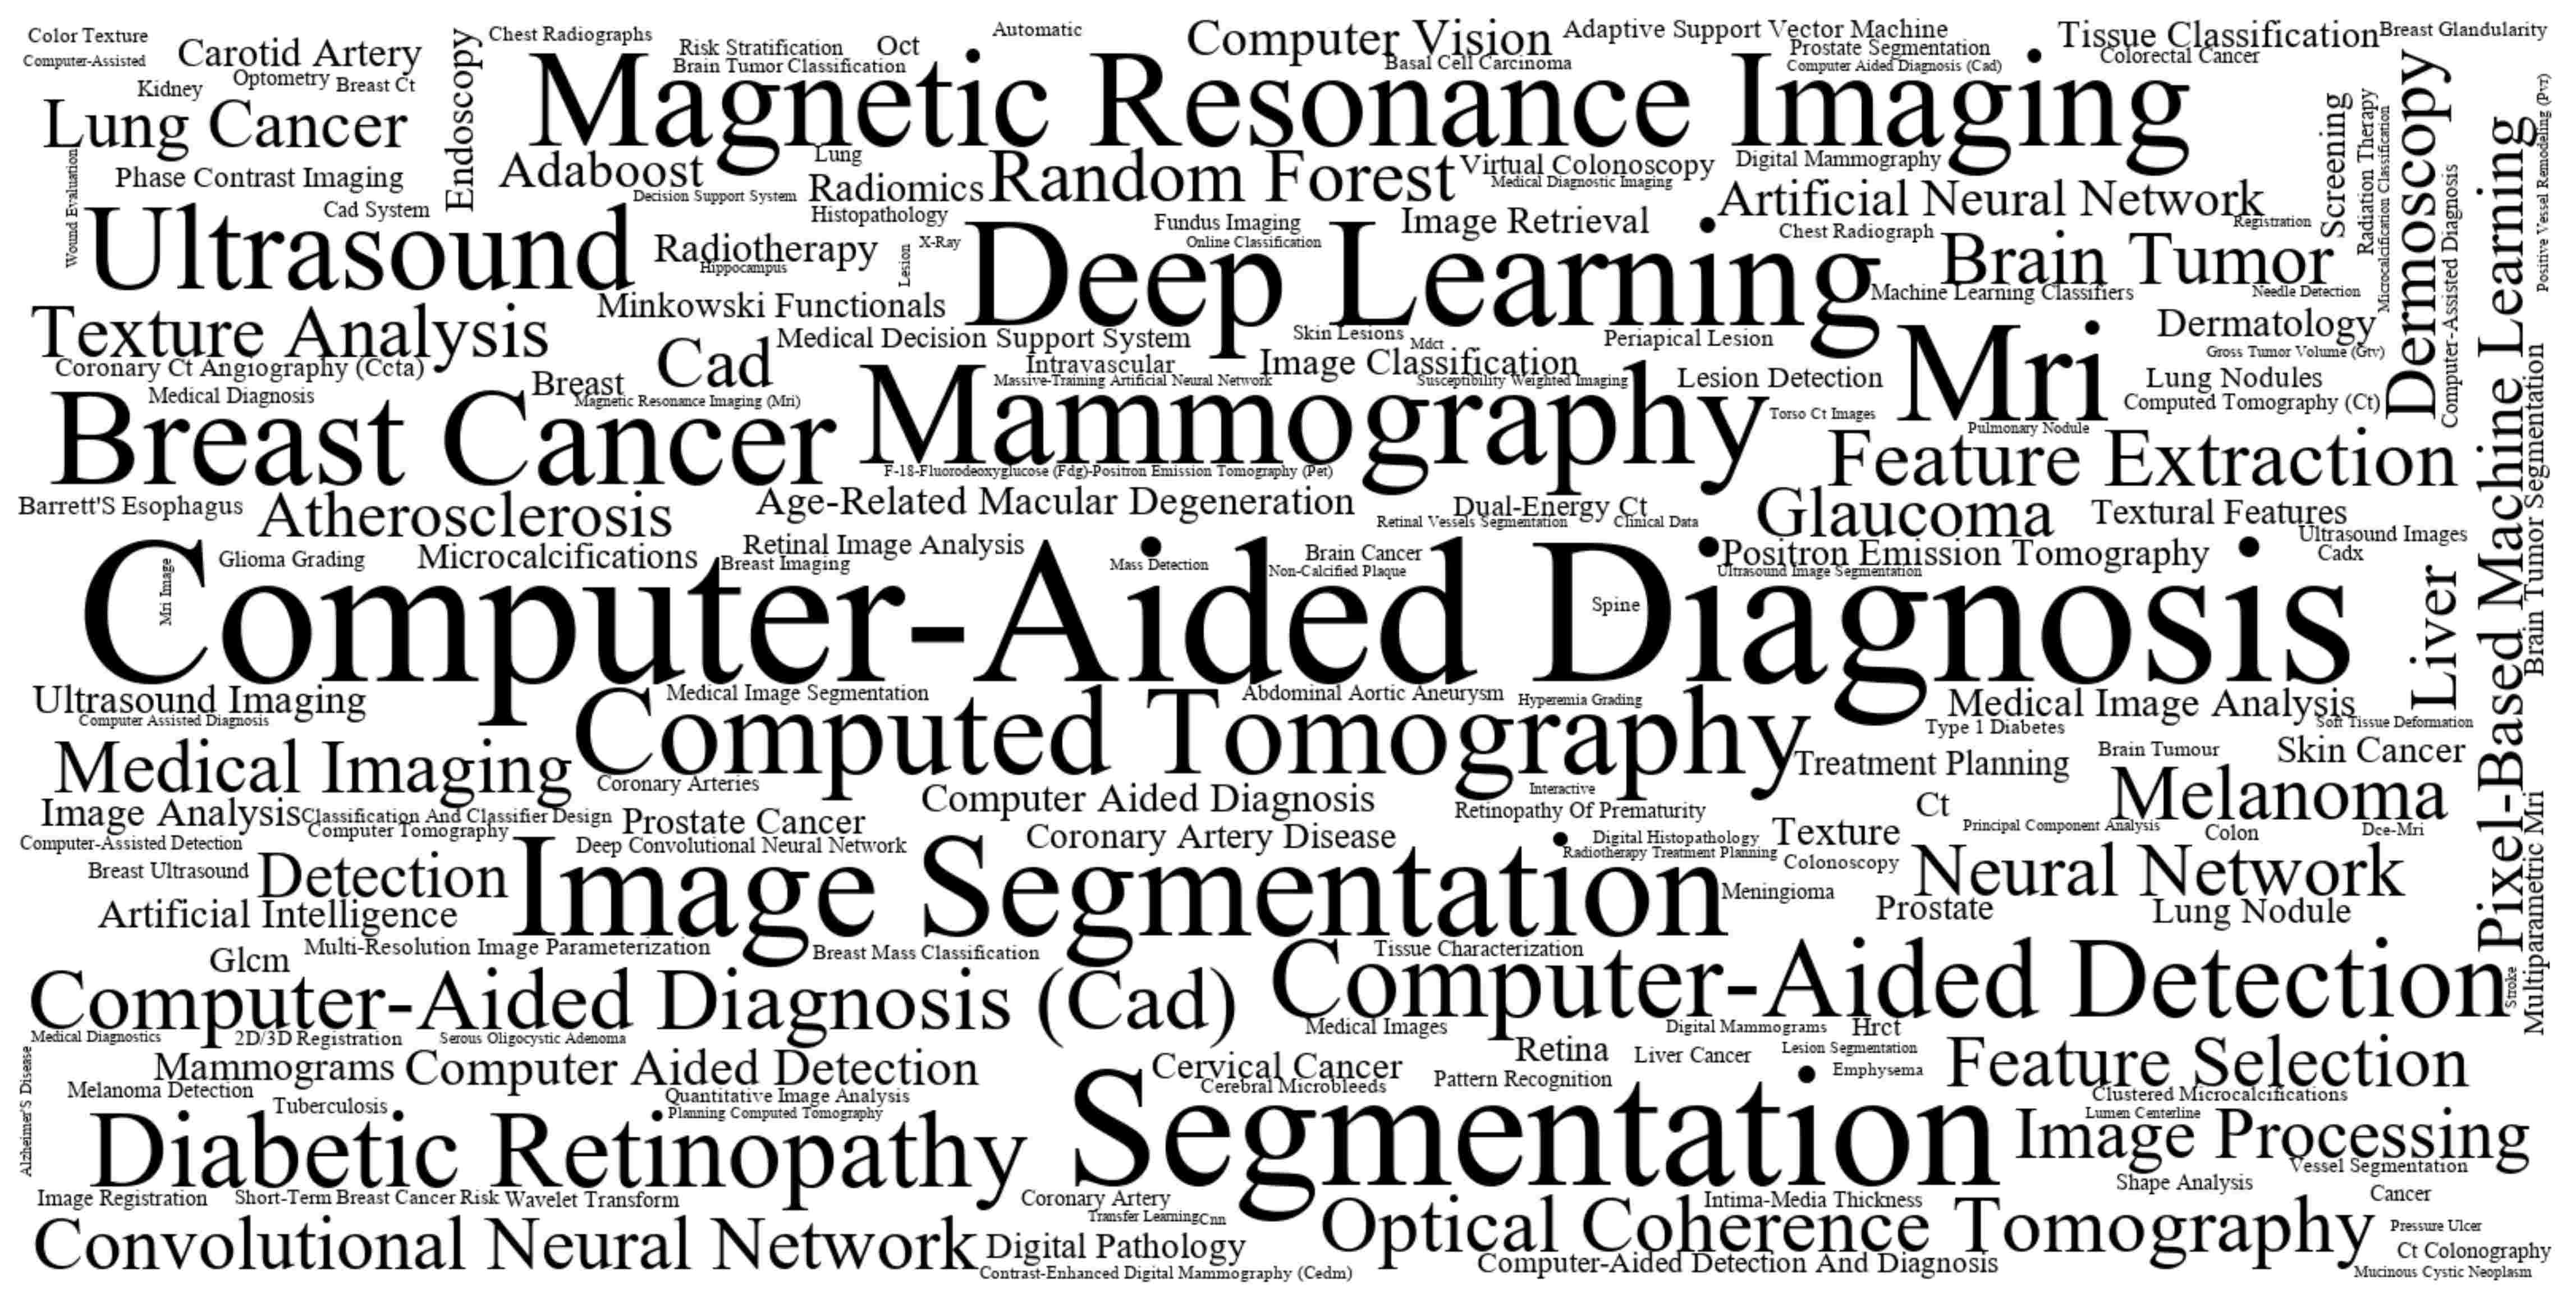 Color Texture
Computer-Assisted
Carotid Artery
Kidney
Optometry
Breast Ct
Endoscopy
Chest Radiographs
Risk Stratification
Oct
Automatic
Brain Tumor Classification
Computer Vision
Adaptive Support Vector Machine
Basal Cell Carcinoma
Prostate Segmentation
Computer Aided Diagnosis (Cad)
Tissue Classification
Breast Glandularity
Colorectal Cancer
Lung Cancer
Magnetic Resonance Imaging
Screening
Radiation Therapy
Microcalcification Classification
Dermoscopy
Computer-Assisted Diagnosis
Pixel-Based Machine Learning
Positive Vessel Remodeling (Pvr)
Wound Evaluation
Phase Contrast Imaging
Cad System
Adaboost
Lung
Decision Support System
Radiomics
Histopathology
Random Forest
Virtual Colonoscopy
Medical Diagnostic Imaging
Digital Mammography
Artificial Neural Network
Registration
Ultrasound
Radiotherapy
Hippocampus
Lesion
X-Ray
Fundus Imaging
Online Classification
Image Retrieval
Chest Radiograph
Brain Tumor
Needle Detection
Deep Learning
Machine Learning Classifiers
Minkowski Functionals
Texture Analysis
Coronary Ct Angiography (Ccta)
Medical Diagnosis
Cad
Medical Decision Support System
Skin Lesions
Mdct
Periapical Lesion
Dermatology
Gross Tumor Volume (Gtv)
Intravascular
Image Classification
Massive-Training Artificial Neural Network
Susceptibility Weighted Imaging
Lesion Detection
Mri
Lung Nodules
Computed Tomography (Ct)
Breast
Magnetic Resonance Imaging (Mri)
Breast Cancer
Mammography
Torso Ct Images
Pulmonary Nodule
Feature Extraction
F-18-Fluorodeoxyglucose (Fdg)-Positron Emission Tomography (Pet)
Barrett'S Esophagus
Atherosclerosis
Age-Related Macular Degeneration
Dual-Energy Ct
Retinal Vessels Segmentation
Clinical Data
Glaucoma
Textural Features
Ultrasound Images
Cadx
Brain Tumor Segmentation
Glioma Grading
Microcalcifications
Retinal Image Analysis
Breast Imaging
Mass Detection
Brain Cancer
Non-Calcified Plaque
Positron Emission Tomography
Ultrasound Image Segmentation
Mri Image
Spine
Computer-Aided Diagnosis
Liver
Ultrasound Imaging
Computer Assisted Diagnosis
Medical Image Segmentation
Abdominal Aortic Aneurysm
Hyperemia Grading
Medical Image Analysis
Soft Tissue Deformation
Type 1 Diabetes
Medical Imaging
Computed Tomography
Brain Tumour
Skin Cancer
Treatment Planning
Coronary Arteries
Interactive
Melanoma
Image Analysis
Classification And Classifier Design
Computer Tomography
Prostate Cancer
Computer Aided Diagnosis
Retinopathy Of Prematurity
Ct
Principal Component Analysis
Colon
Dce-Mri
Multiparametric Mri
Computer-Assisted Detection
Deep Convolutional Neural Network
Coronary Artery Disease
Digital Histopathology
Radiotherapy Treatment Planning
Texture
Colonoscopy
Breast Ultrasound
Detection
Image Segmentation
Meningioma
Neural Network
Prostate
Lung Nodule
Artificial Intelligence
Glcm
Multi-Resolution Image Parameterization
Breast Mass Classification
Tissue Characterization
Computer-Aided Diagnosis (Cad)
Computer-Aided Detection
Stroke
Medical Diagnostics
2D/3D Registration
Serous Oligocystic Adenoma
Medical Images
Digital Mammograms
Hrct
Alzheimer'S Disease
Mammograms
Computer Aided Detection
Cervical Cancer
Cerebral Microbleeds
Retina
Liver Cancer
Lesion Segmentation
Pattern Recognition
Emphysema
Feature Selection
Melanoma Detection
Tuberculosis
Quantitative Image Analysis
Planning Computed Tomography
Clustered Microcalcifications
Lumen Centerline
Diabetic Retinopathy
Segmentation
Image Processing
Vessel Segmentation
Shape Analysis
Cancer
Image Registration
Short-Term Breast Cancer Risk
Wavelet Transform
Coronary Artery
Transfer Learning
Cnn
Intima-Media Thickness
Convolutional Neural Network
Digital Pathology
Contrast-Enhanced Digital Mammography (Cedm)
Optical Coherence Tomography
Computer-Aided Detection And Diagnosis
Pressure Ulcer
Ct Colonography
Mucinous Cystic Neoplasm